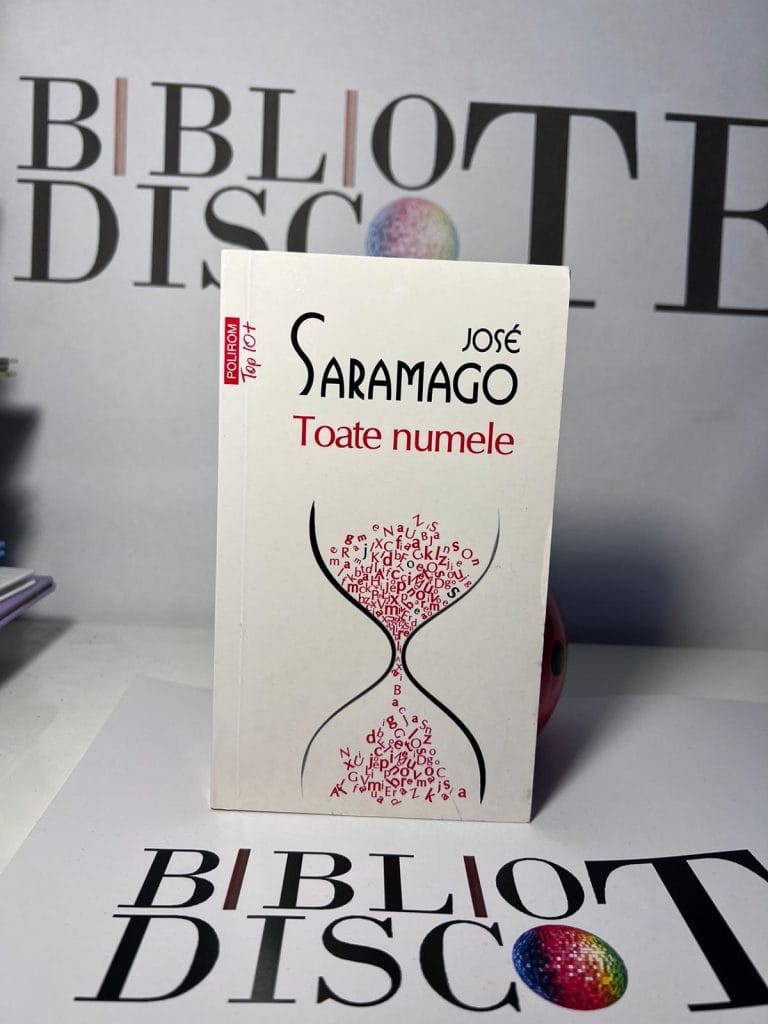 BIBLIOTE
DISCO
POLIROM
Top 10+
JOSÉ
SARAMAGO
Toate numele
BIBLIOT
DISCO